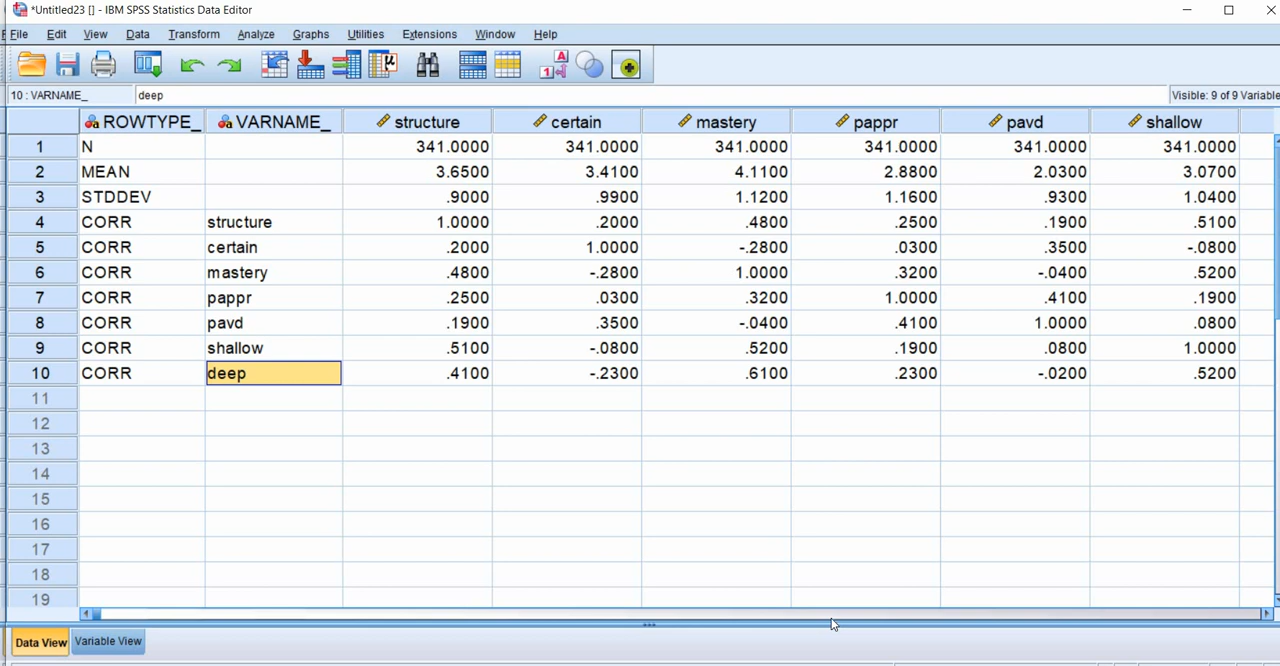 *Untitled23 [] - IBM SPSS Statistics Data Editor
File Edit View Data Transform Analyze Graphs Utilities Extensions Window Help
10 : VARNAME_ deep Visible: 9 of 9 Variable
ROWTYPE_ VARNAME_ structure certain mastery pappr pavd shallow
1 N 341.0000 341.0000 341.0000 341.0000 341.0000 341.0000
2 MEAN 3.6500 3.4100 4.1100 2.8800 2.0300 3.0700
3 STDDEV .9000 .9900 1.1200 1.1600 .9300 1.0400
4 CORR structure 1.0000 .2000 .4800 .2500 .1900 .5100
5 CORR certain .2000 1.0000 -.2800 .0300 .3500 -.0800
6 CORR mastery .4800 -.2800 1.0000 .3200 -.0400 .5200
7 CORR pappr .2500 .0300 .3200 1.0000 .4100 .1900
8 CORR pavd .1900 .3500 -.0400 .4100 1.0000 .0800
9 CORR shallow .5100 -.0800 .5200 .1900 .0800 1.0000
10 CORR deep .4100 -.2300 .6100 .2300 -.0200 .5200
11
12
13
14
15
16
17
18
19
Data View Variable View